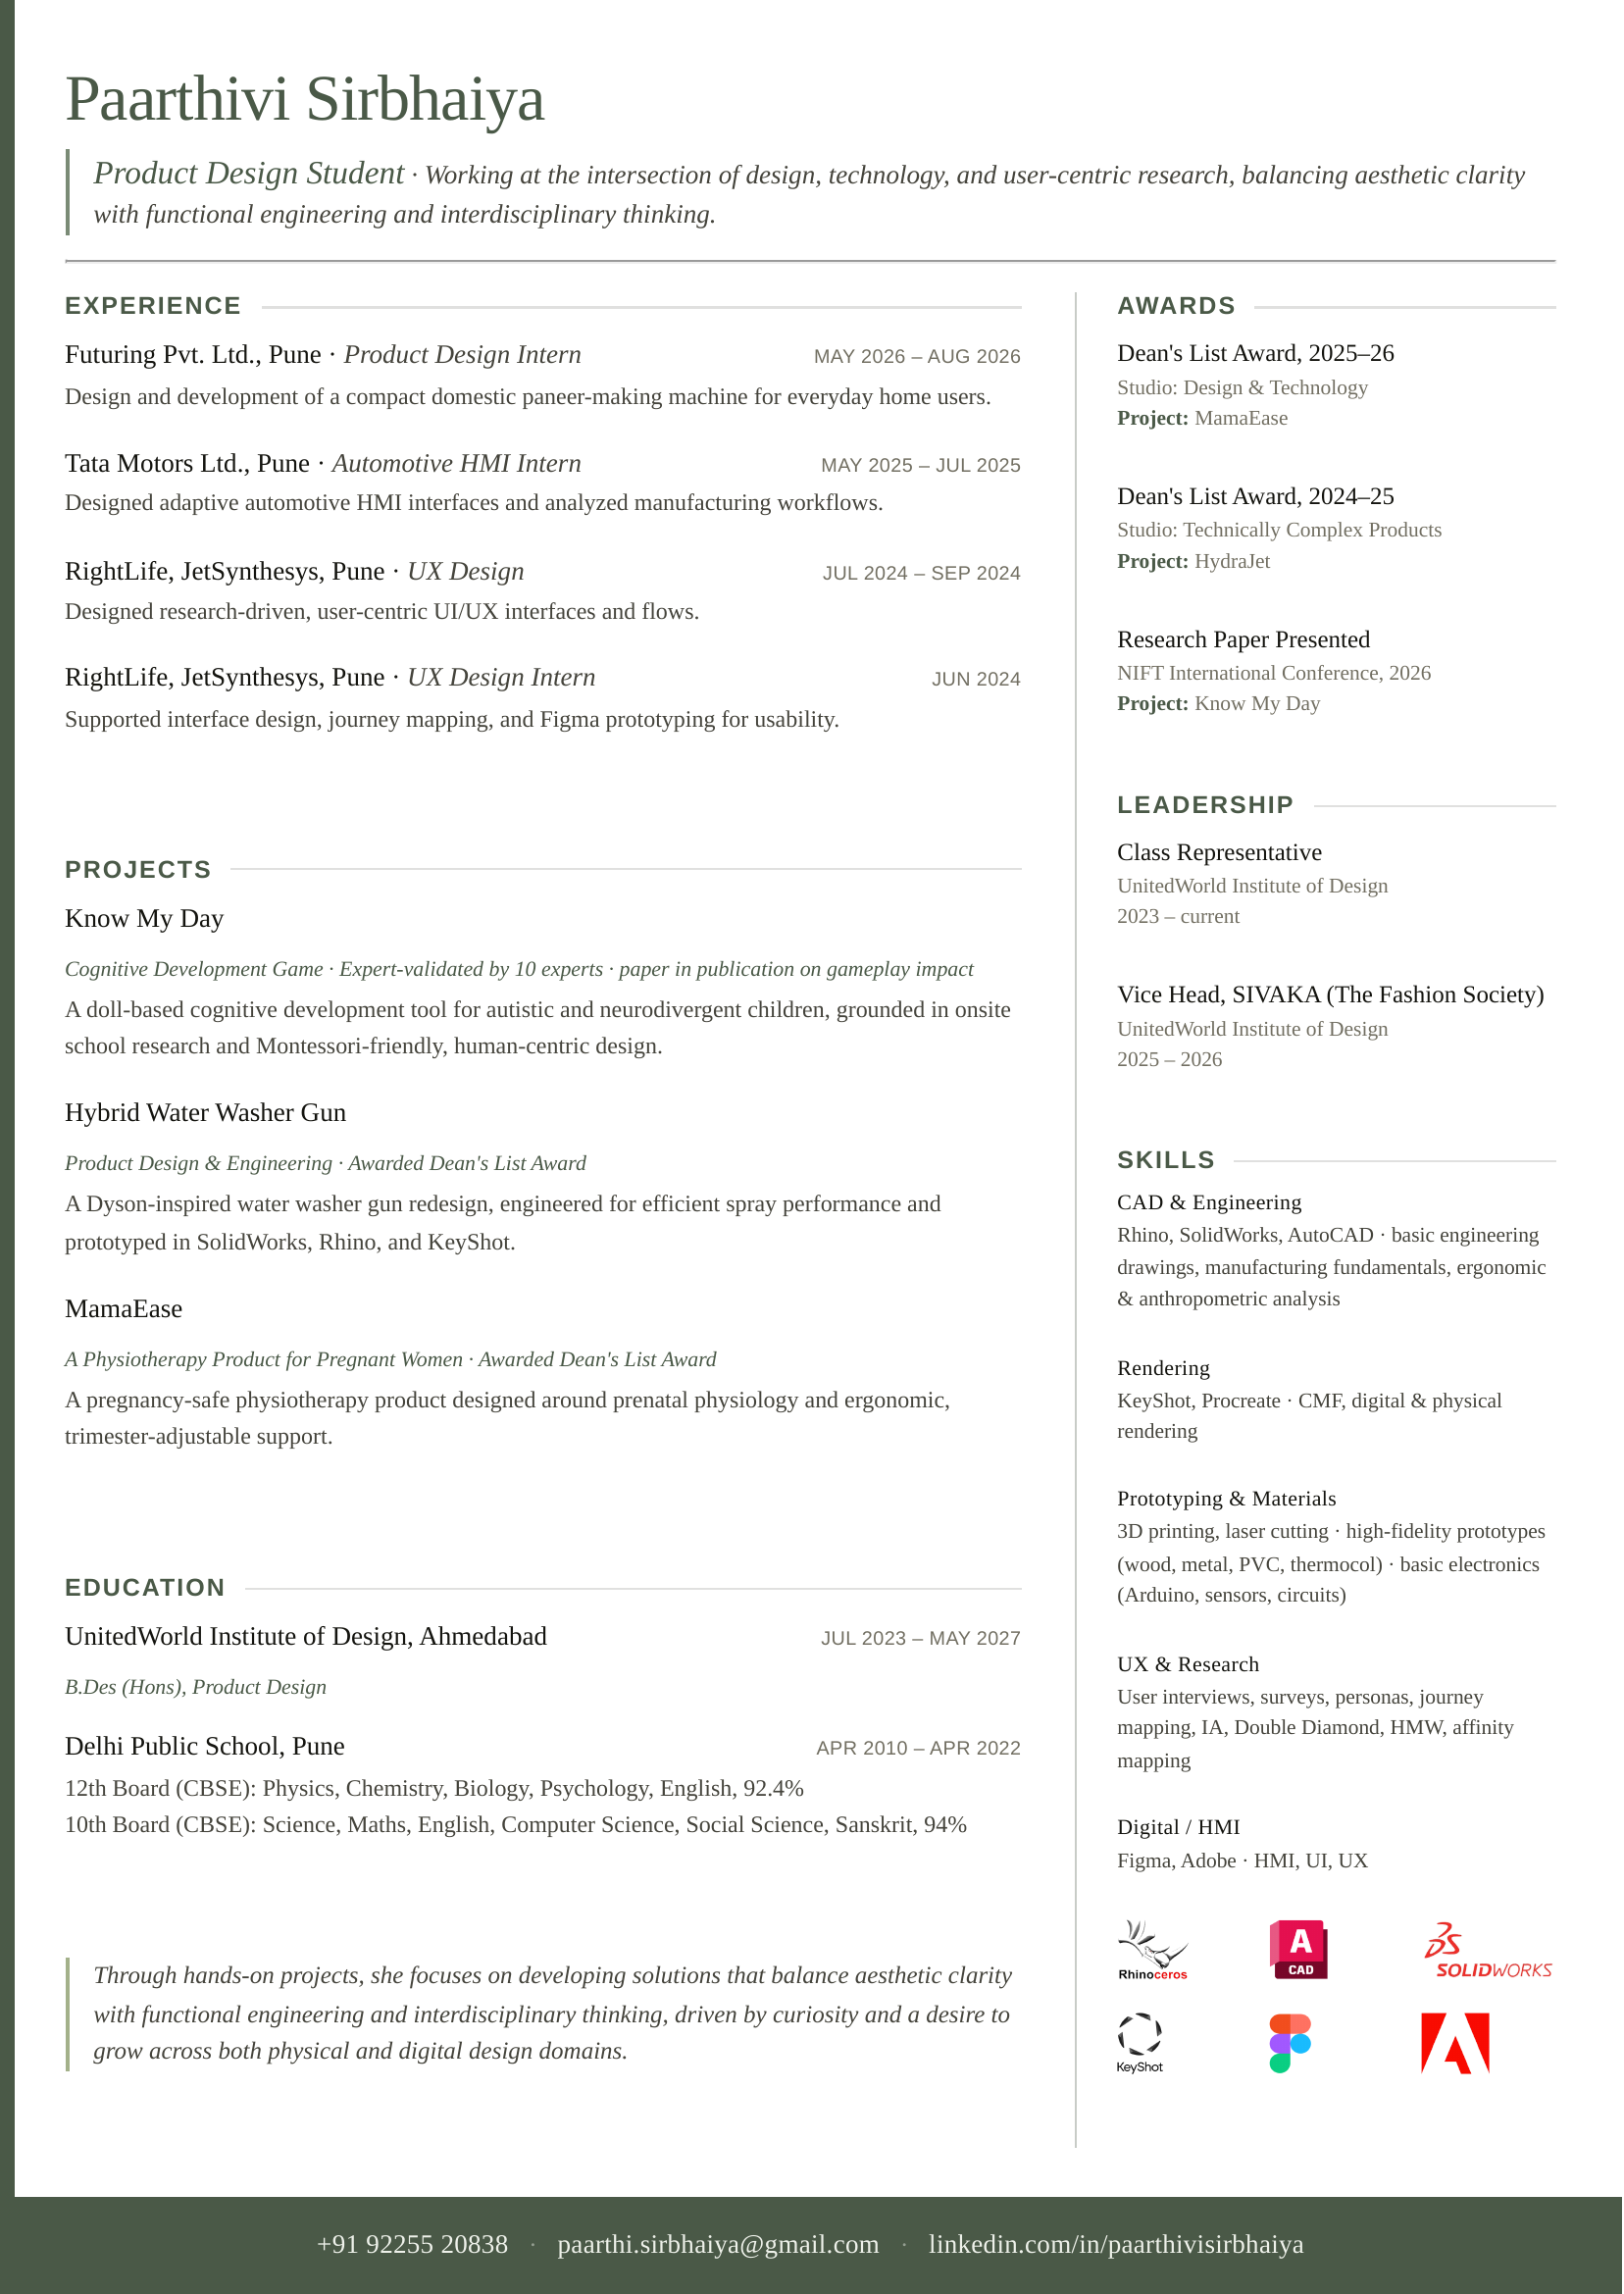 Paarthivi Sirbhaiya
Product Design Student · Working at the intersection of design, technology, and user-centric research, balancing aesthetic clarity
with functional engineering and interdisciplinary thinking.
EXPERIENCE
Futuring Pvt. Ltd., Pune · Product Design Intern MAY 2026 – AUG 2026
Design and development of a compact domestic paneer-making machine for everyday home users.
Tata Motors Ltd., Pune · Automotive HMI Intern MAY 2025 – JUL 2025
Designed adaptive automotive HMI interfaces and analyzed manufacturing workflows.
RightLife, JetSynthesys, Pune · UX Design JUL 2024 – SEP 2024
Designed research-driven, user-centric UI/UX interfaces and flows.
RightLife, JetSynthesys, Pune · UX Design Intern JUN 2024
Supported interface design, journey mapping, and Figma prototyping for usability.
PROJECTS
Know My Day
Cognitive Development Game · Expert-validated by 10 experts · paper in publication on gameplay impact
A doll-based cognitive development tool for autistic and neurodivergent children, grounded in onsite
school research and Montessori-friendly, human-centric design.
Hybrid Water Washer Gun
Product Design & Engineering · Awarded Dean's List Award
A Dyson-inspired water washer gun redesign, engineered for efficient spray performance and
prototyped in SolidWorks, Rhino, and KeyShot.
MamaEase
A Physiotherapy Product for Pregnant Women · Awarded Dean's List Award
A pregnancy-safe physiotherapy product designed around prenatal physiology and ergonomic,
trimester-adjustable support.
EDUCATION
UnitedWorld Institute of Design, Ahmedabad JUL 2023 – MAY 2027
B.Des (Hons), Product Design
Delhi Public School, Pune APR 2010 – APR 2022
12th Board (CBSE): Physics, Chemistry, Biology, Psychology, English, 92.4%
10th Board (CBSE): Science, Maths, English, Computer Science, Social Science, Sanskrit, 94%
Through hands-on projects, she focuses on developing solutions that balance aesthetic clarity
with functional engineering and interdisciplinary thinking, driven by curiosity and a desire to
grow across both physical and digital design domains.
AWARDS
Dean's List Award, 2025–26
Studio: Design & Technology
Project: MamaEase
Dean's List Award, 2024–25
Studio: Technically Complex Products
Project: HydraJet
Research Paper Presented
NIFT International Conference, 2026
Project: Know My Day
LEADERSHIP
Class Representative
UnitedWorld Institute of Design
2023 – current
Vice Head, SIVAKA (The Fashion Society)
UnitedWorld Institute of Design
2025 – 2026
SKILLS
CAD & Engineering
Rhino, SolidWorks, AutoCAD · basic engineering
drawings, manufacturing fundamentals, ergonomic
& anthropometric analysis
Rendering
KeyShot, Procreate · CMF, digital & physical
rendering
Prototyping & Materials
3D printing, laser cutting · high-fidelity prototypes
(wood, metal, PVC, thermocol) · basic electronics
(Arduino, sensors, circuits)
UX & Research
User interviews, surveys, personas, journey
mapping, IA, Double Diamond, HMW, affinity
mapping
Digital / HMI
Figma, Adobe · HMI, UI, UX
Rhinoceros
A
CAD
DS
SOLIDWORKS
KeyShot
+91 92255 20838 · paarthi.sirbhaiya@gmail.com · linkedin.com/in/paarthivisirbhaiya